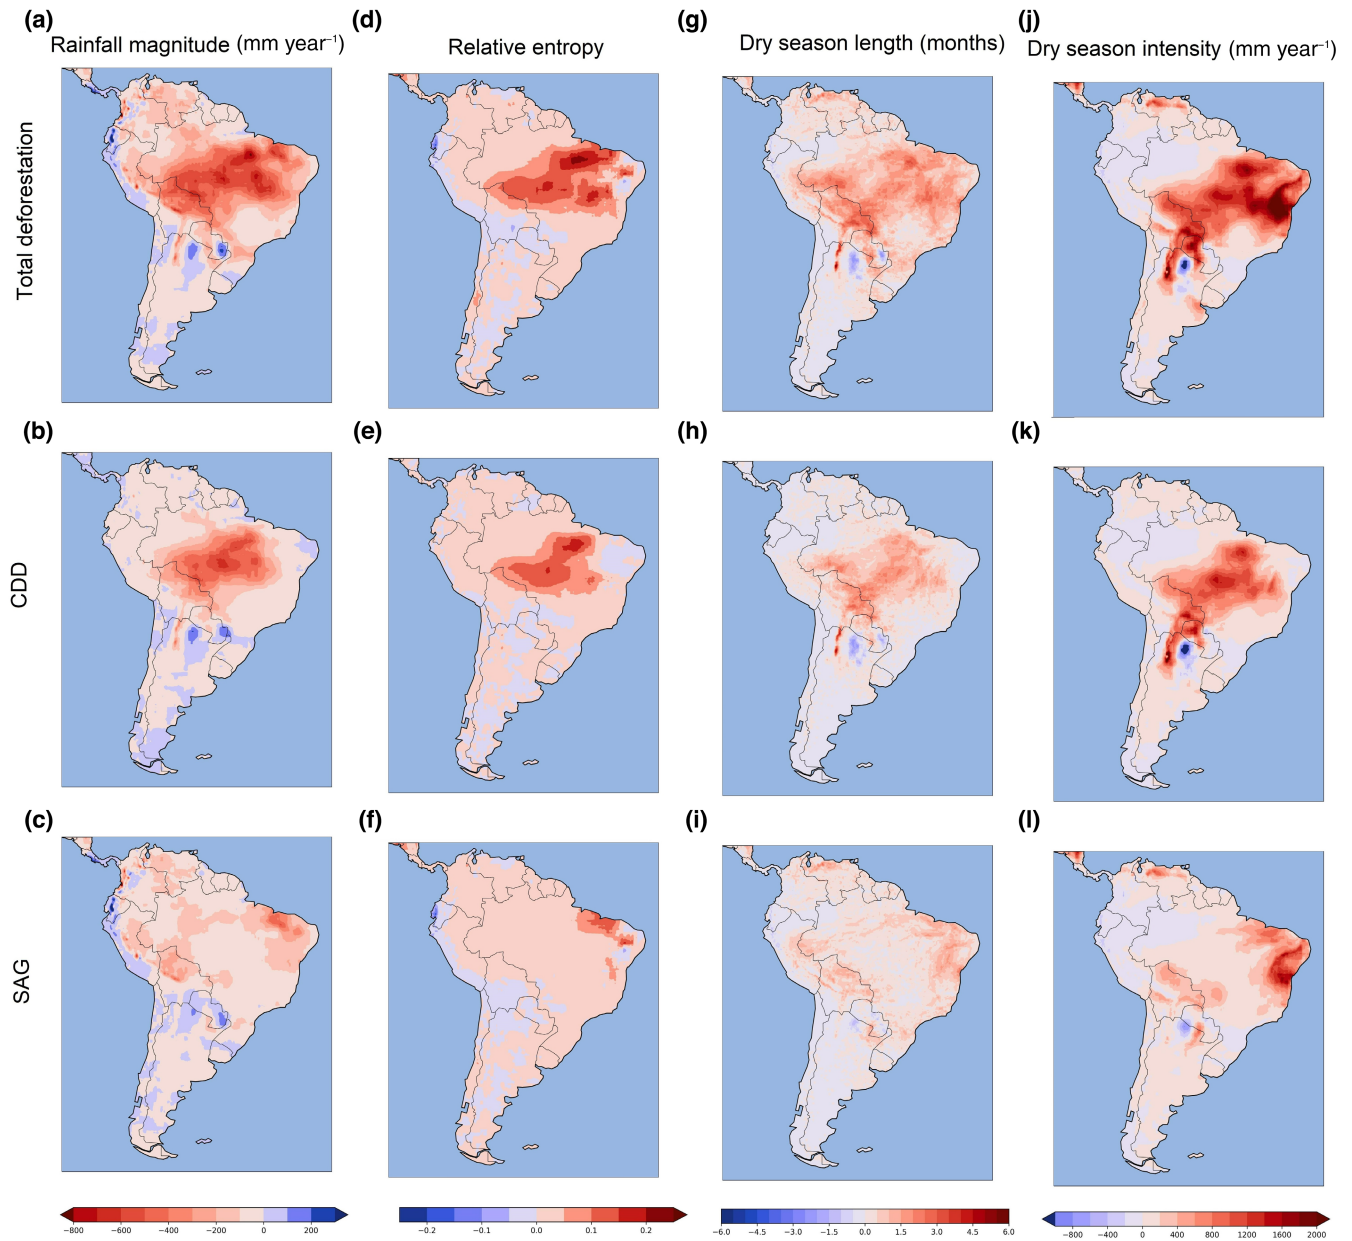 (a)
(d)
(g)
(j)
Rainfall magnitude (mm year⁻¹)
Relative entropy
Dry season length (months)
Dry season intensity (mm year⁻¹)
Total deforestation
(b)
(e)
(h)
(k)
CDD
(c)
(f)
(i)
(l)
SAG
−800 −600 −400 −200 0 200
−0.2 −0.1 0.0 0.1 0.2
−6.0 −4.5 −3.0 −1.5 0.0 1.5 3.0 4.5 6.0
−800 −400 0 400 800 1200 1600 2000